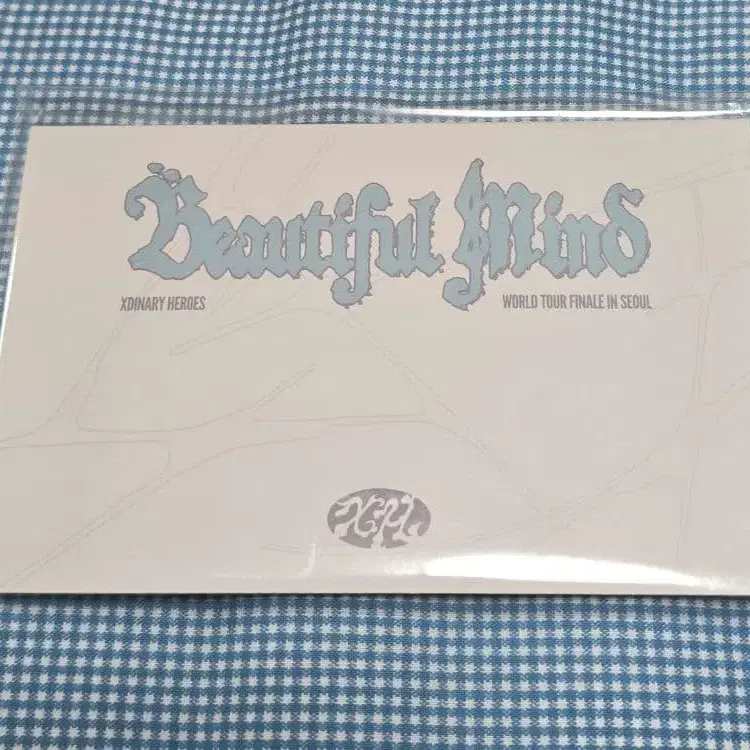 Beautiful Mind
XDINARY HEROES
WORLD TOUR FINALE IN SEOUL